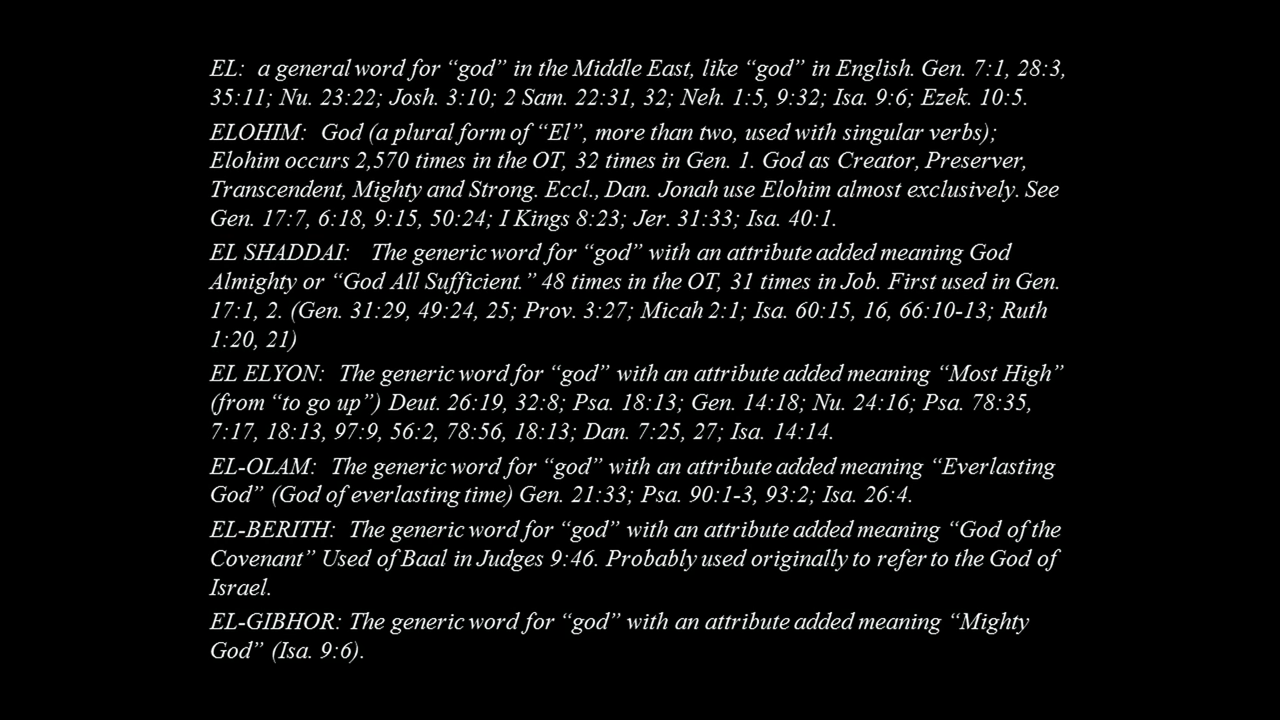 EL:  a general word for “god” in the Middle East, like “god” in English. Gen. 7:1, 28:3,
35:11; Nu. 23:22; Josh. 3:10; 2 Sam. 22:31, 32; Neh. 1:5, 9:32; Isa. 9:6; Ezek. 10:5.
ELOHIM:  God (a plural form of “El”, more than two, used with singular verbs);
Elohim occurs 2,570 times in the OT, 32 times in Gen. 1. God as Creator, Preserver,
Transcendent, Mighty and Strong. Eccl., Dan. Jonah use Elohim almost exclusively. See
Gen. 17:7, 6:18, 9:15, 50:24; I Kings 8:23; Jer. 31:33; Isa. 40:1.
EL SHADDAI:   The generic word for “god” with an attribute added meaning God
Almighty or “God All Sufficient.” 48 times in the OT, 31 times in Job. First used in Gen.
17:1, 2. (Gen. 31:29, 49:24, 25; Prov. 3:27; Micah 2:1; Isa. 60:15, 16, 66:10-13; Ruth
1:20, 21)
EL ELYON:  The generic word for “god” with an attribute added meaning “Most High”
(from “to go up”) Deut. 26:19, 32:8; Psa. 18:13; Gen. 14:18; Nu. 24:16; Psa. 78:35,
7:17, 18:13, 97:9, 56:2, 78:56, 18:13; Dan. 7:25, 27; Isa. 14:14.
EL-OLAM:  The generic word for “god” with an attribute added meaning “Everlasting
God” (God of everlasting time) Gen. 21:33; Psa. 90:1-3, 93:2; Isa. 26:4.
EL-BERITH:  The generic word for “god” with an attribute added meaning “God of the
Covenant” Used of Baal in Judges 9:46. Probably used originally to refer to the God of
Israel.
EL-GIBHOR: The generic word for “god” with an attribute added meaning “Mighty
God” (Isa. 9:6).